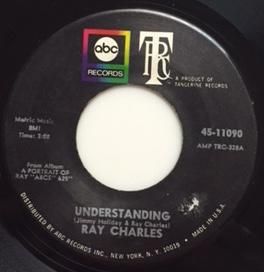 abc
RECORDS
TRC
A PRODUCT OF
TANGERINE RECORDS
Metric Music
BMI
Time: 3:08
45-11090
AMP TRC-328A
From Album:
A PORTRAIT OF
RAY "ABCS" 625"
UNDERSTANDING
(Jimmy Holiday & Ray Charles)
RAY CHARLES
DISTRIBUTED BY ABC RECORDS INC., NEW YORK, N.Y. 10019 • MADE IN U.S.A.